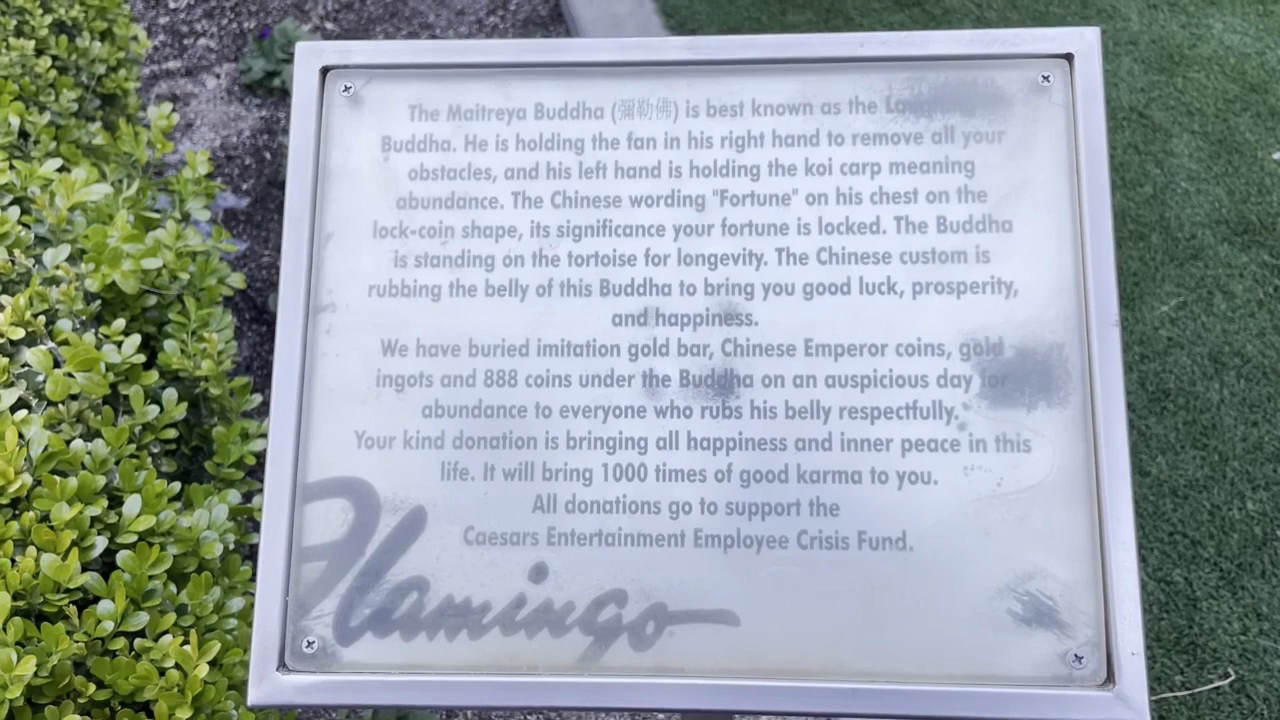 The Maitreya Buddha (彌勒佛) is best known as the
Buddha. He is holding the fan in his right hand to remove all your
obstacles, and his left hand is holding the koi carp meaning
abundance. The Chinese wording "Fortune" on his chest on the
lock-coin shape, its significance your fortune is locked. The Buddha
is standing on the tortoise for longevity. The Chinese custom is
rubbing the belly of this Buddha to bring you good luck, prosperity,
and happiness.
We have buried imitation gold bar, Chinese Emperor coins, gold
ingots and 888 coins under the Buddha on an auspicious day for
abundance to everyone who rubs his belly respectfully.
Your kind donation is bringing all happiness and inner peace in this
life. It will bring 1000 times of good karma to you.
All donations go to support the
Caesars Entertainment Employee Crisis Fund.
Flamingo